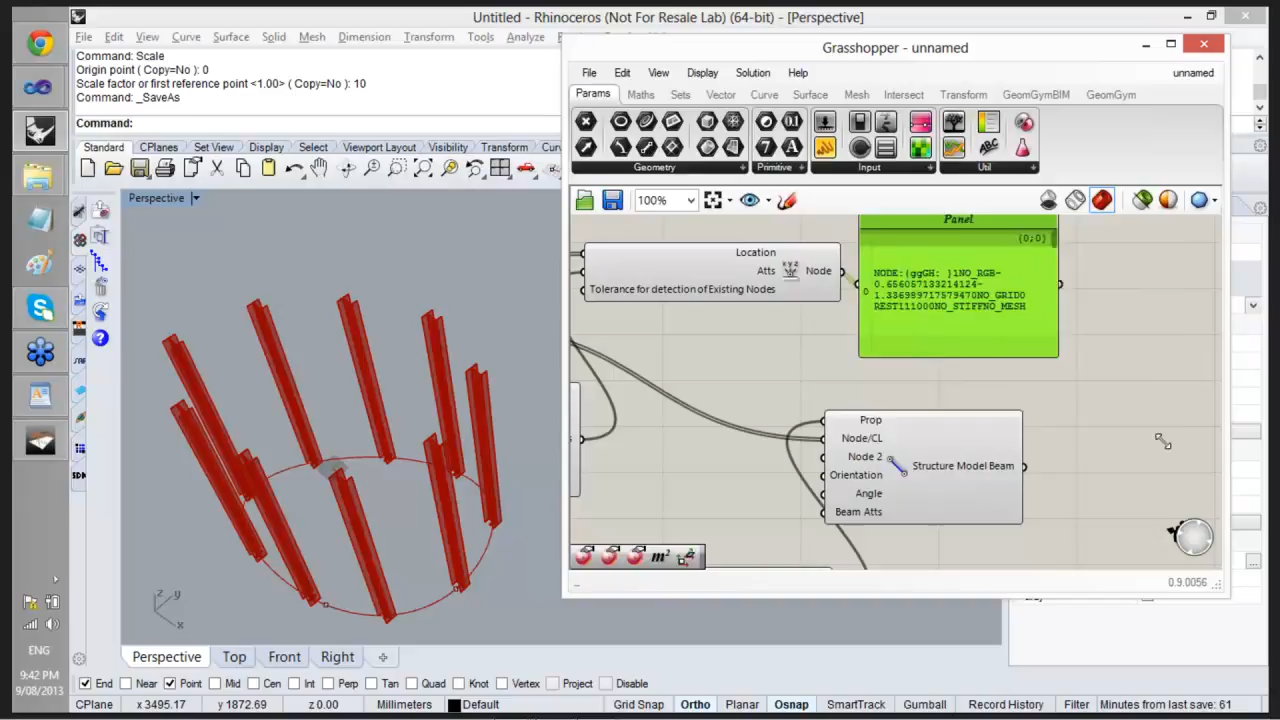 Untitled - Rhinoceros (Not For Resale Lab) (64-bit) - [Perspective]
File Edit View Curve Surface Solid Mesh Dimension Transform Tools Analyze
Command: Scale
Origin point ( Copy=No ): 0
Scale factor or first reference point <1.00> ( Copy=No ): 10
Command: _SaveAs
Command:
Standard CPlanes Set View Display Select Viewport Layout Visibility Transform
Perspective
Grasshopper - unnamed
File Edit View Display Solution Help unnamed
Params Maths Sets Vector Curve Surface Mesh Intersect Transform GeomGymBIM GeomGym
Geometry Primitive Input Util
100%
Panel
{0;0}
Location
Atts
Node
Tolerance for detection of Existing Nodes
0
NODE:(ggGH: )1NO_RGB-
0.656057133214124-
1.33699971757947​0NO_GRID0
REST111000NO_STIFFNO_MESH
Prop
Node/CL
Node 2
Orientation
Angle
Beam Atts
Structure Model Beam
m²
0.9.0056
z y x
Perspective Top Front Right
End Near Point Mid Cen Int Perp Tan Quad Knot Vertex Project Disable
CPlane x 3495.17 y 1872.69 z 0.00 Millimeters Default Grid Snap Ortho Planar Osnap SmartTrack Gumball Record History Filter Minutes from last save: 61
ENG
9:42 PM
9/08/2013